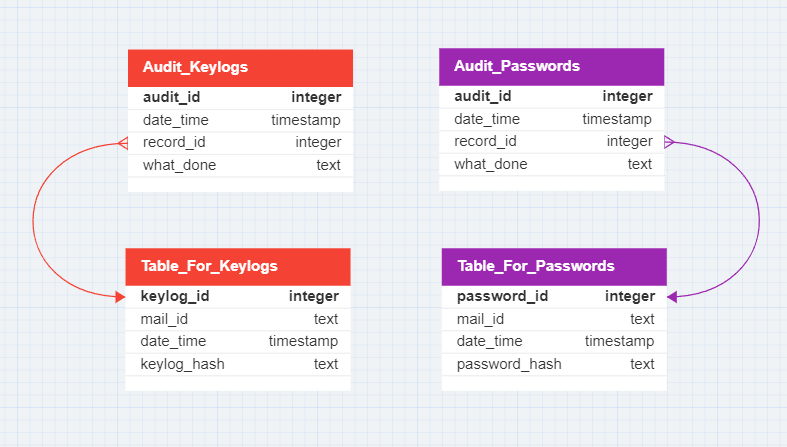 Audit_Keylogs
audit_id integer
date_time timestamp
record_id integer
what_done text
Audit_Passwords
audit_id integer
date_time timestamp
record_id integer
what_done text
Table_For_Keylogs
keylog_id integer
mail_id text
date_time timestamp
keylog_hash text
Table_For_Passwords
password_id integer
mail_id text
date_time timestamp
password_hash text